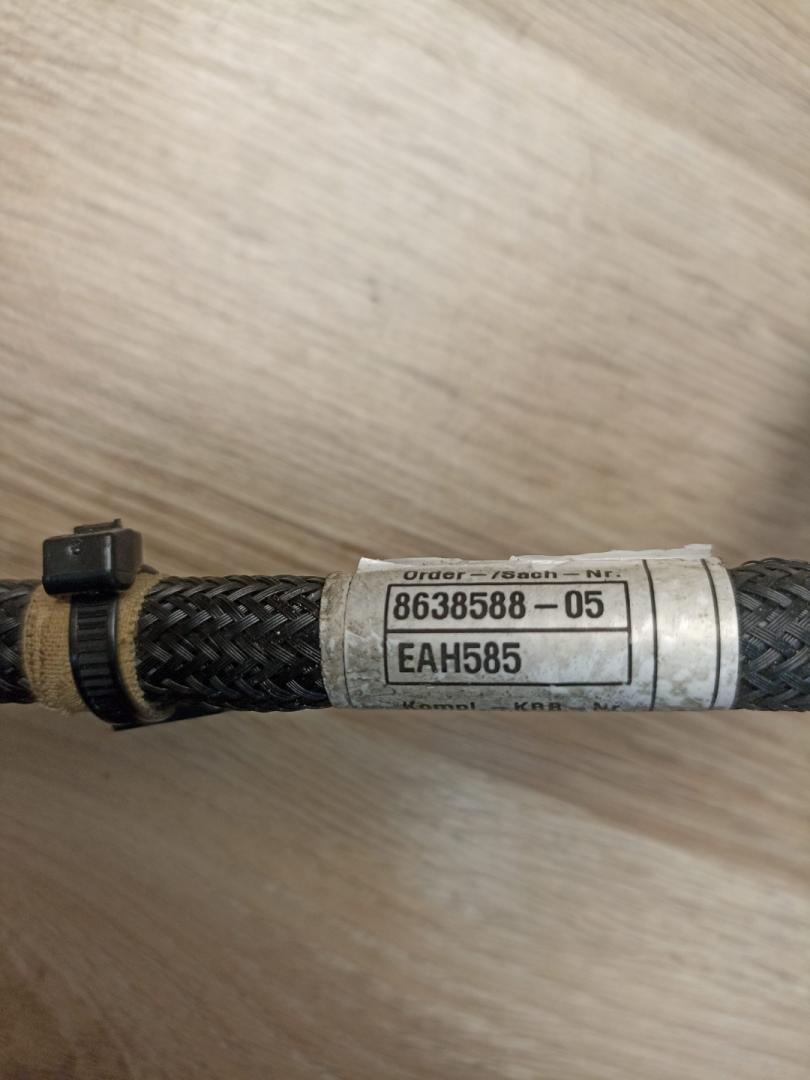 Order-/Sach-Nr.
8638588-05
EAH585
Kompl.-KBB-Nr.